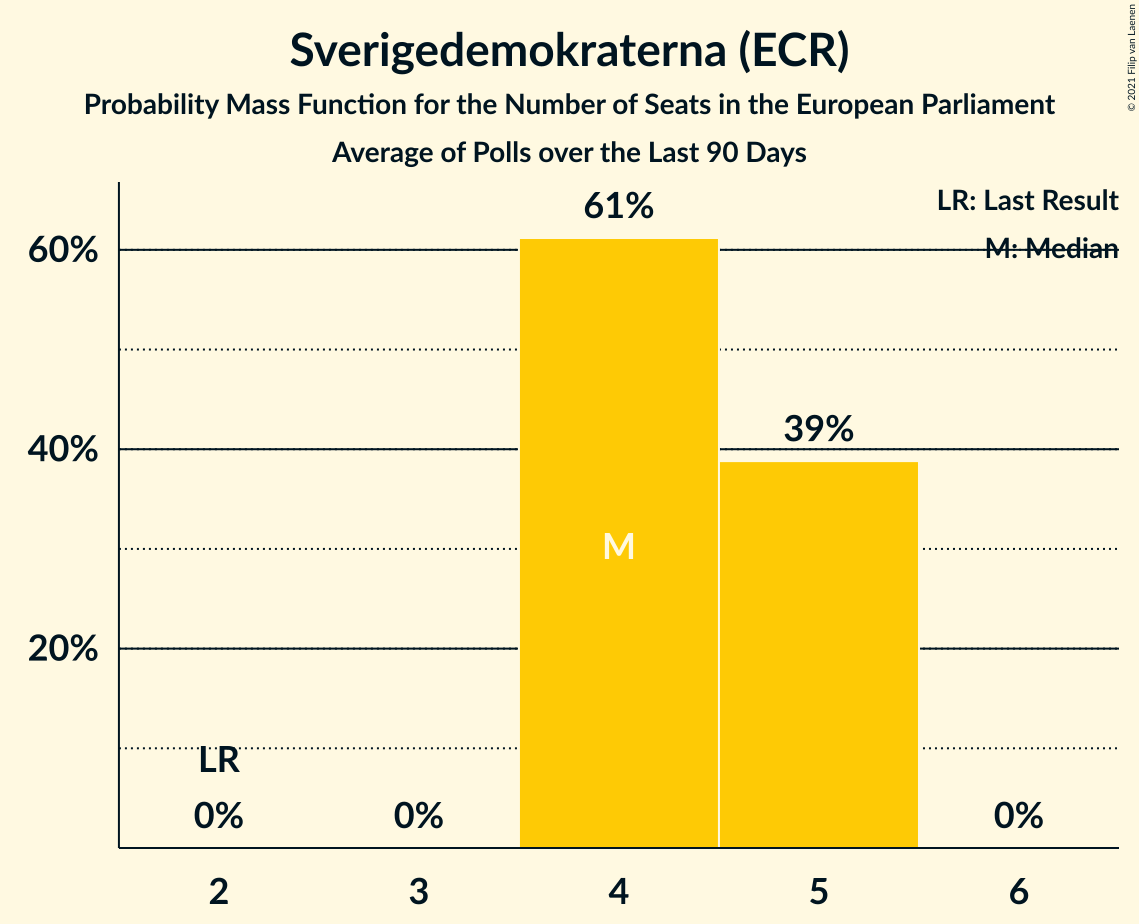 Sverigedemokraterna (ECR)
Probability Mass Function for the Number of Seats in the European Parliament
Average of Polls over the Last 90 Days
© 2021 Filip van Laenen
LR: Last Result
M: Median
61%
60%
39%
40%
M
20%
LR
0%
0%
0%
2
3
4
5
6